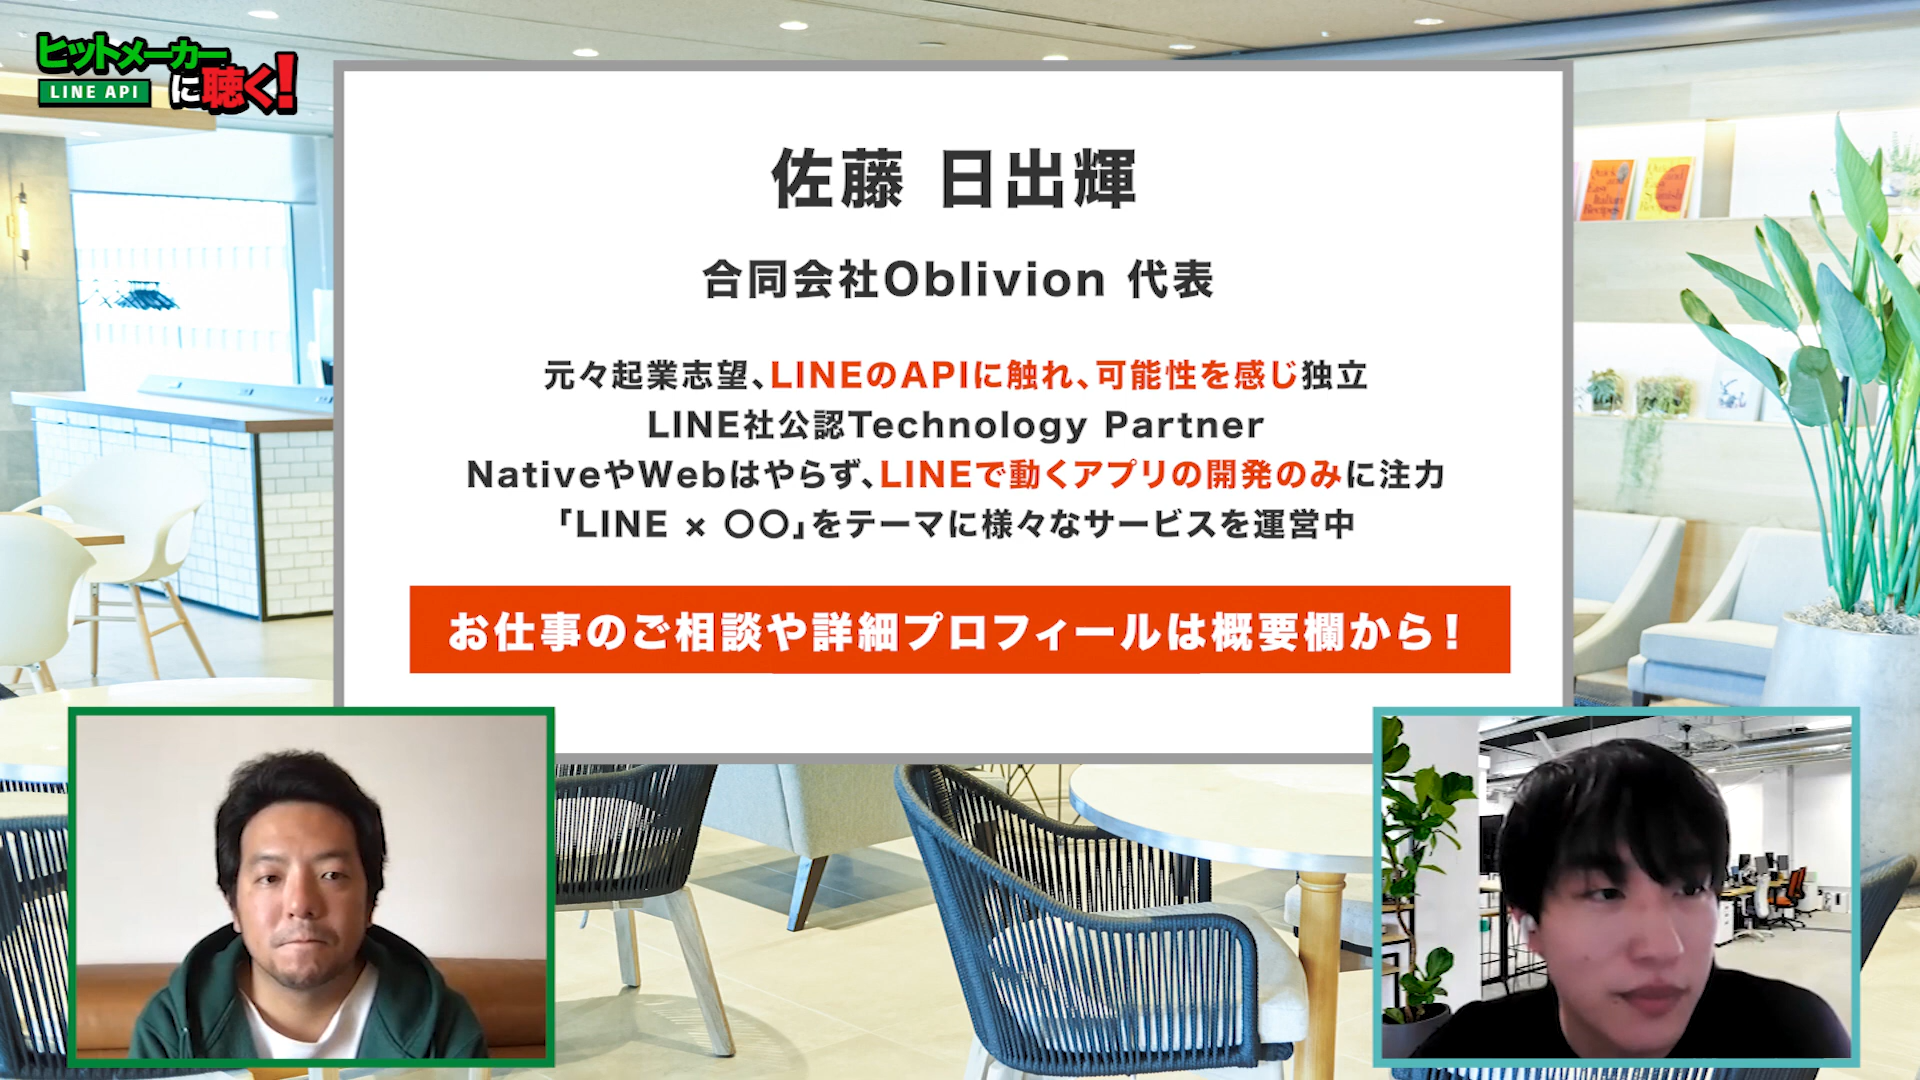 ヒットメーカー
LINE API
に聴く!
佐藤 日出輝
合同会社Oblivion 代表
元々起業志望、LINEのAPIに触れ、可能性を感じ独立
LINE社公認Technology Partner
NativeやWebはやらず、LINEで動くアプリの開発のみに注力
「LINE × 〇〇」をテーマに様々なサービスを運営中
お仕事のご相談や詳細プロフィールは概要欄から!